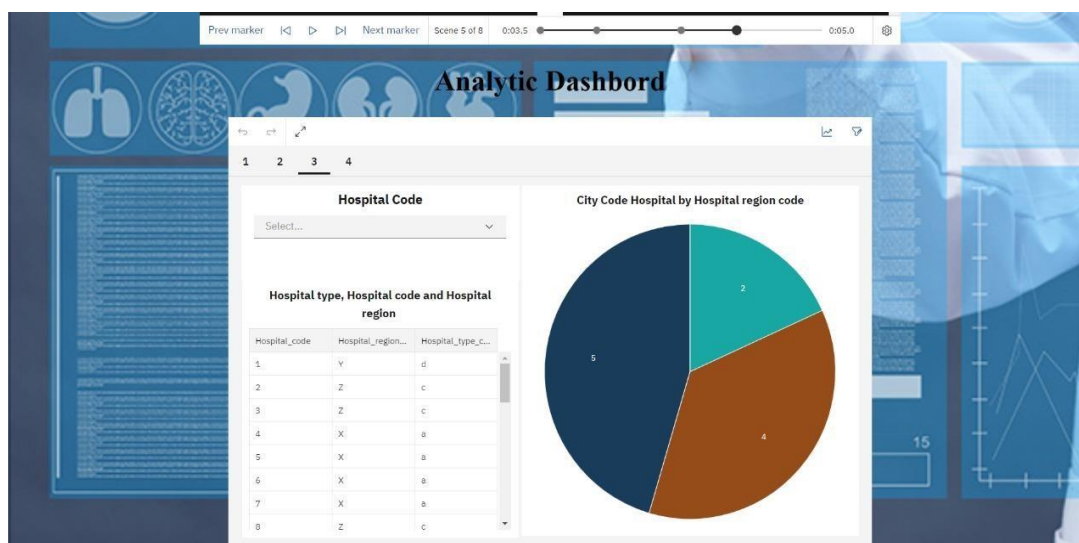 Prev marker Next marker Scene 5 of 8 0:03.5 0:05.0
Analytic Dashbord
1 2 3 4
Hospital Code
Select...
Hospital type, Hospital code and Hospital
region
Hospital_code Hospital_region... Hospital_type_c...
1 Y d
2 Z c
3 Z c
4 X a
5 X a
6 X a
7 X a
8 Z c
City Code Hospital by Hospital region code
2
5
4
15